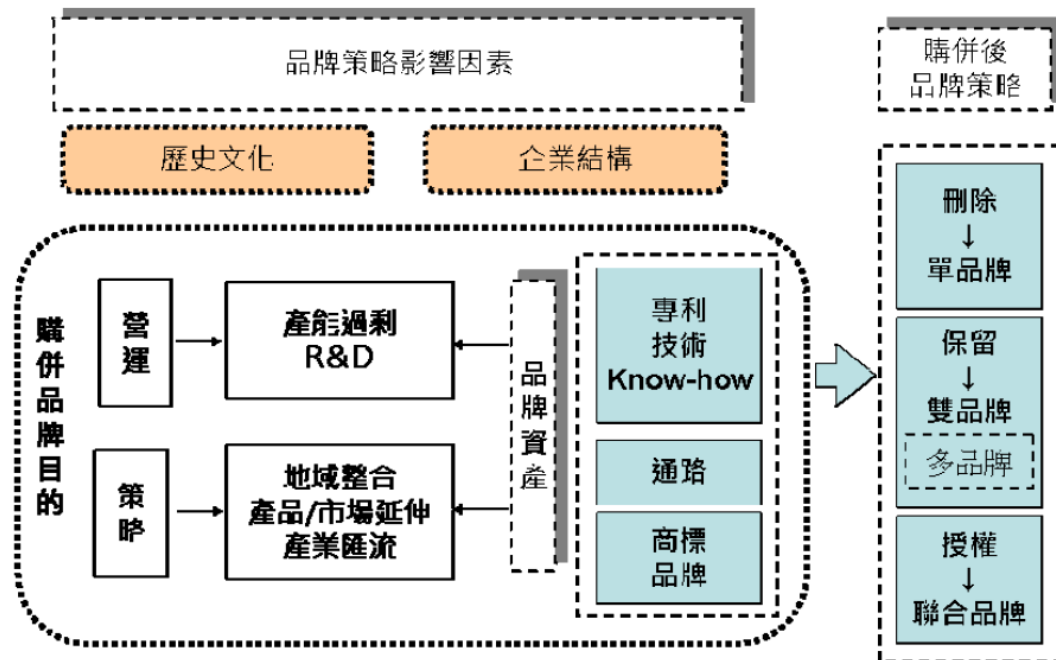 品牌策略影響因素
購併後
品牌策略
歷史文化
企業結構
購併品牌目的
營運
產能過剩
R&D
策略
地域整合
產品/市場延伸
產業匯流
品牌資產
專利
技術
Know-how
通路
商標
品牌
刪除
↓
單品牌
保留
↓
雙品牌
多品牌
授權
↓
聯合品牌